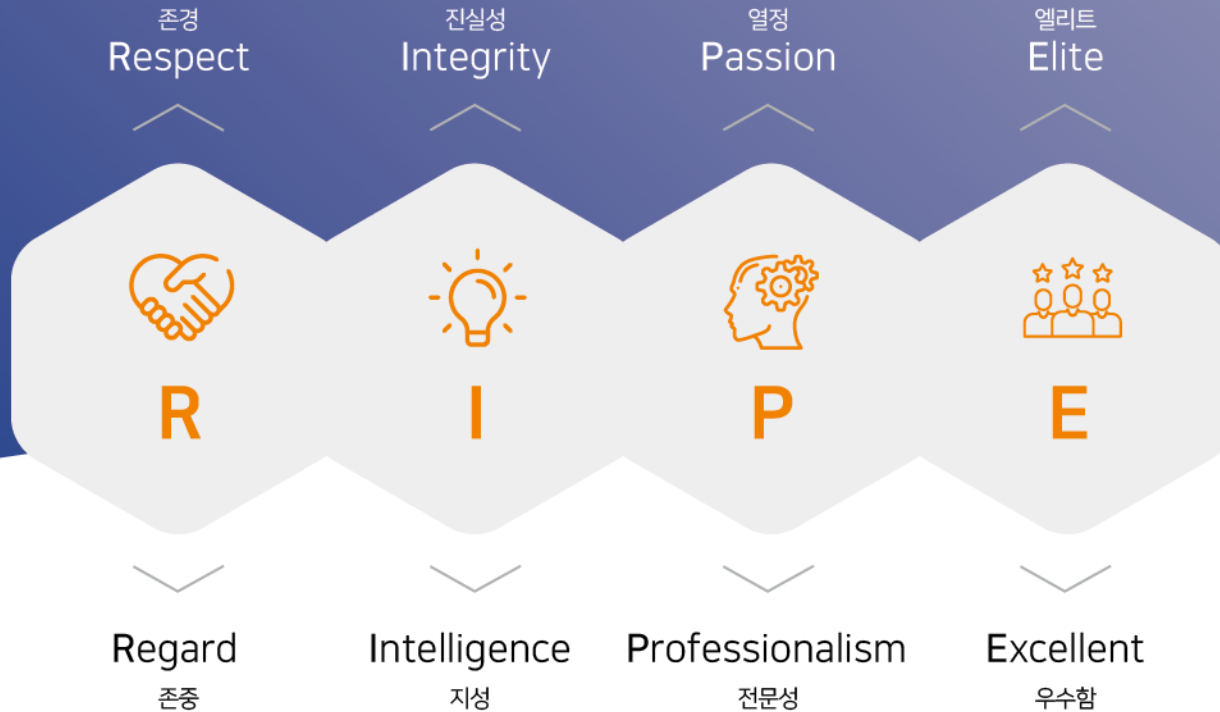 존경 진실성 열정 엘리트
Respect Integrity Passion Elite
R I P E
Regard Intelligence Professionalism Excellent
존중 지성 전문성 우수함